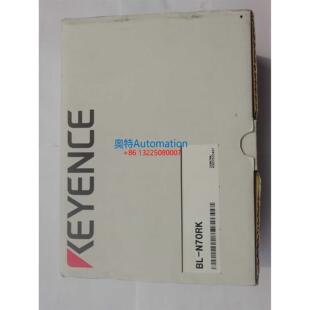 KEYENCE
奥特Automation
+86 13225080007
BL-N70RK